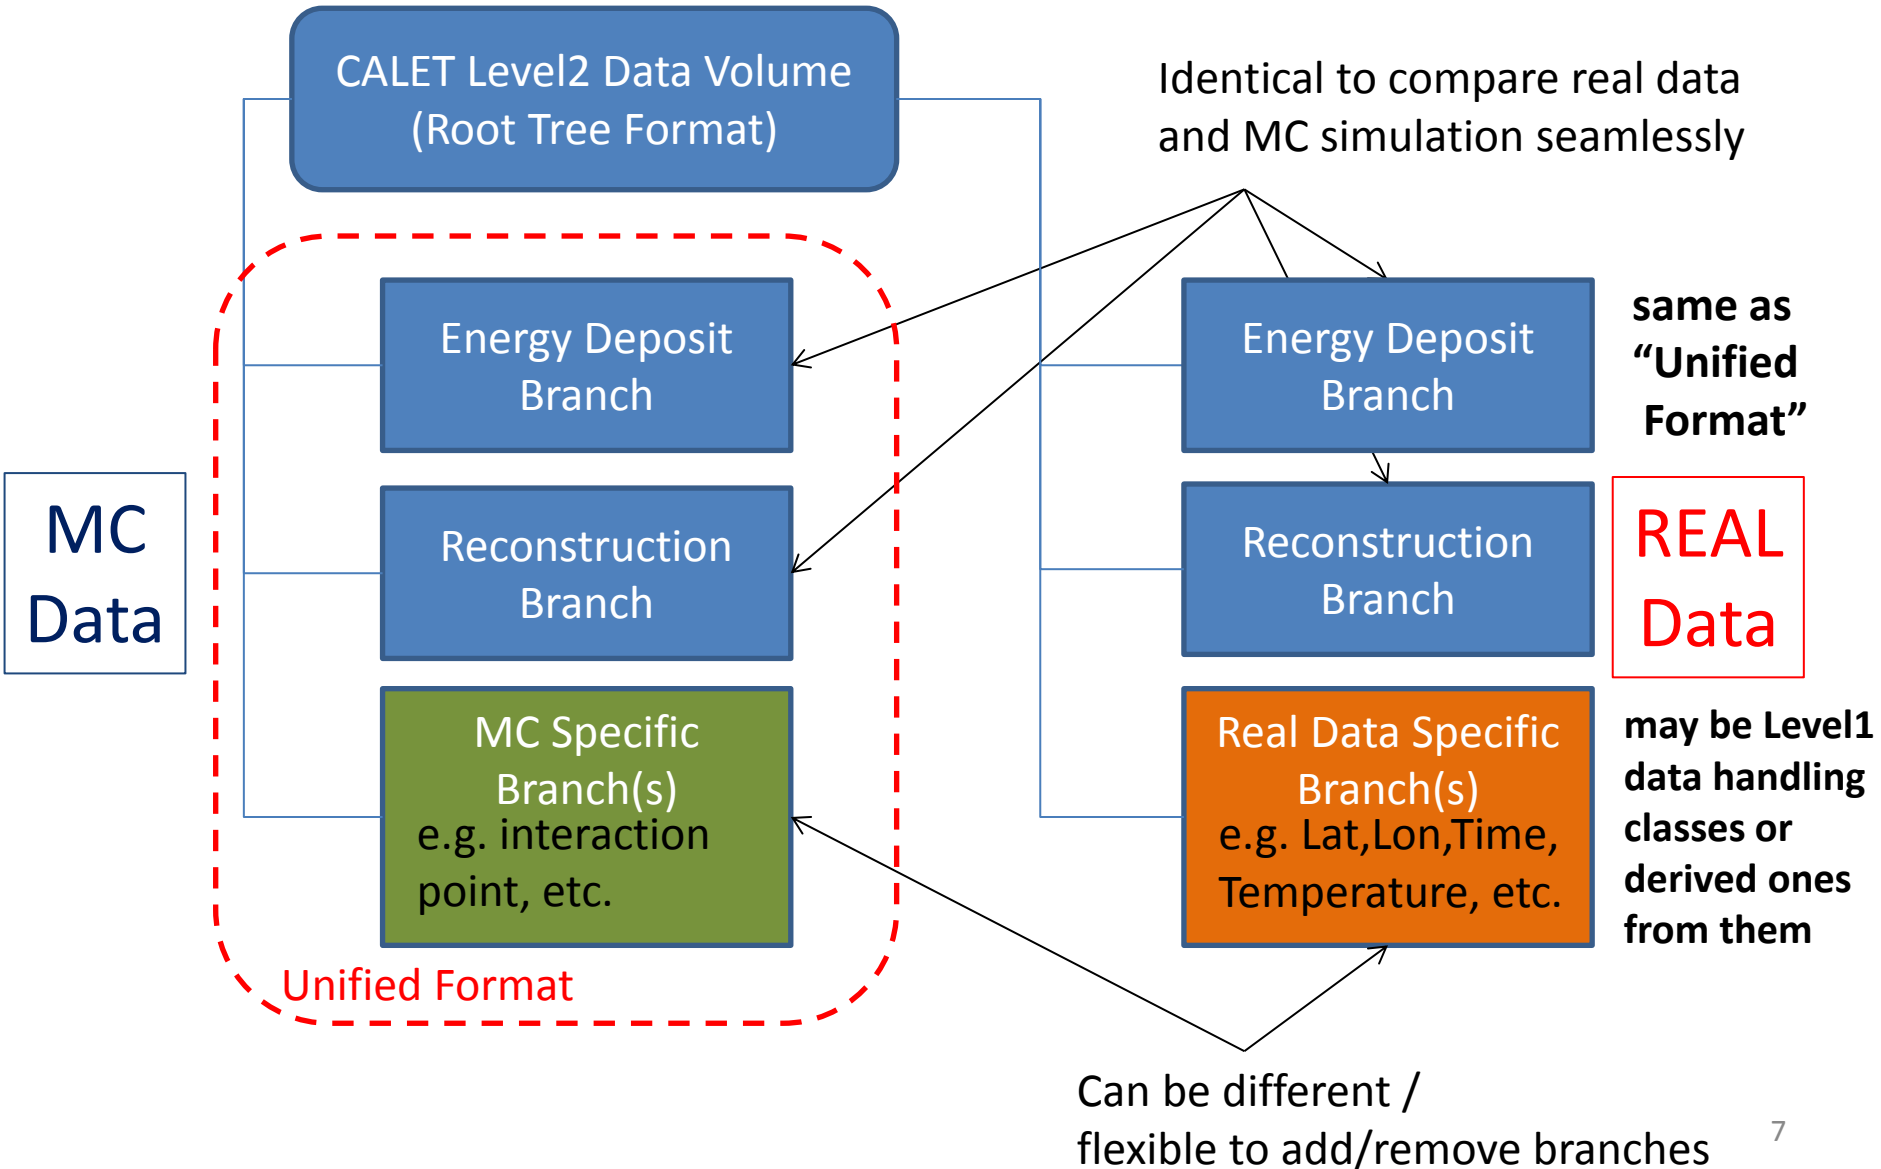 CALET Level2 Data Volume
(Root Tree Format)
Identical to compare real data
and MC simulation seamlessly
MC
Data
Energy Deposit
Branch
Reconstruction
Branch
MC Specific
Branch(s)
e.g. interaction
point, etc.
Unified Format
Energy Deposit
Branch
same as
“Unified
Format”
Reconstruction
Branch
REAL
Data
Real Data Specific
Branch(s)
e.g. Lat,Lon,Time,
Temperature, etc.
may be Level1
data handling
classes or
derived ones
from them
Can be different /
flexible to add/remove branches
7